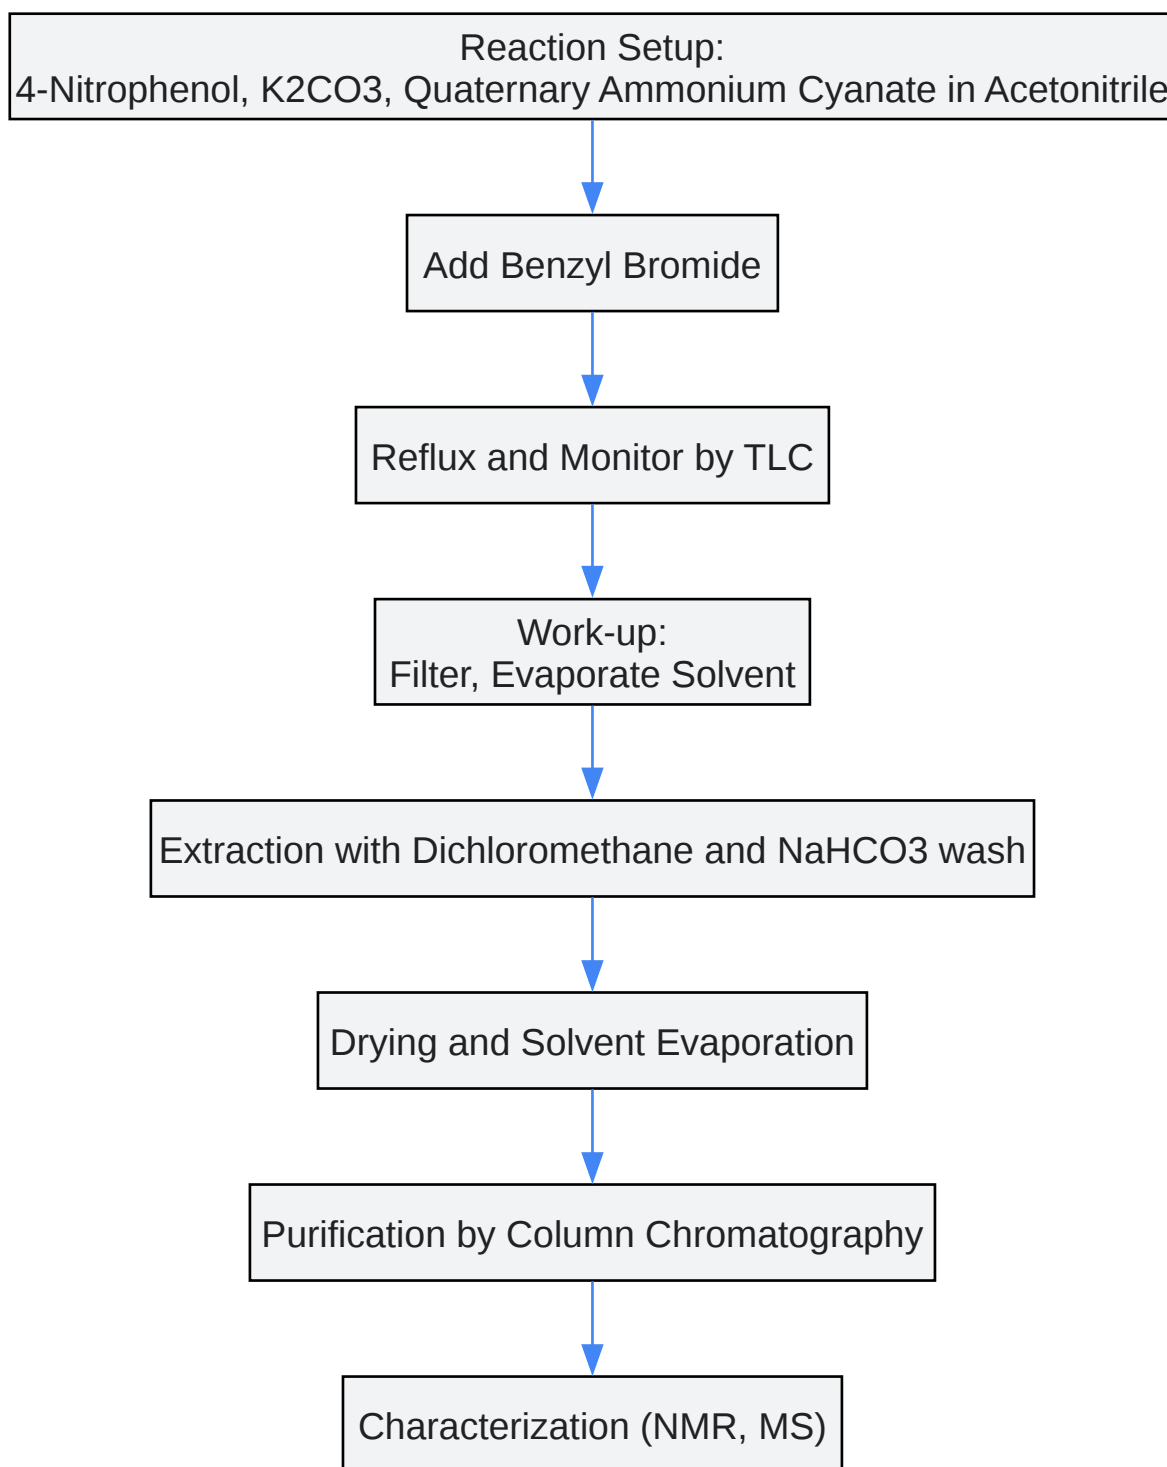 Reaction Setup:
4-Nitrophenol, K2CO3, Quaternary Ammonium Cyanate in Acetonitrile
Add Benzyl Bromide
Reflux and Monitor by TLC
Work-up:
Filter, Evaporate Solvent
Extraction with Dichloromethane and NaHCO3 wash
Drying and Solvent Evaporation
Purification by Column Chromatography
Characterization (NMR, MS)